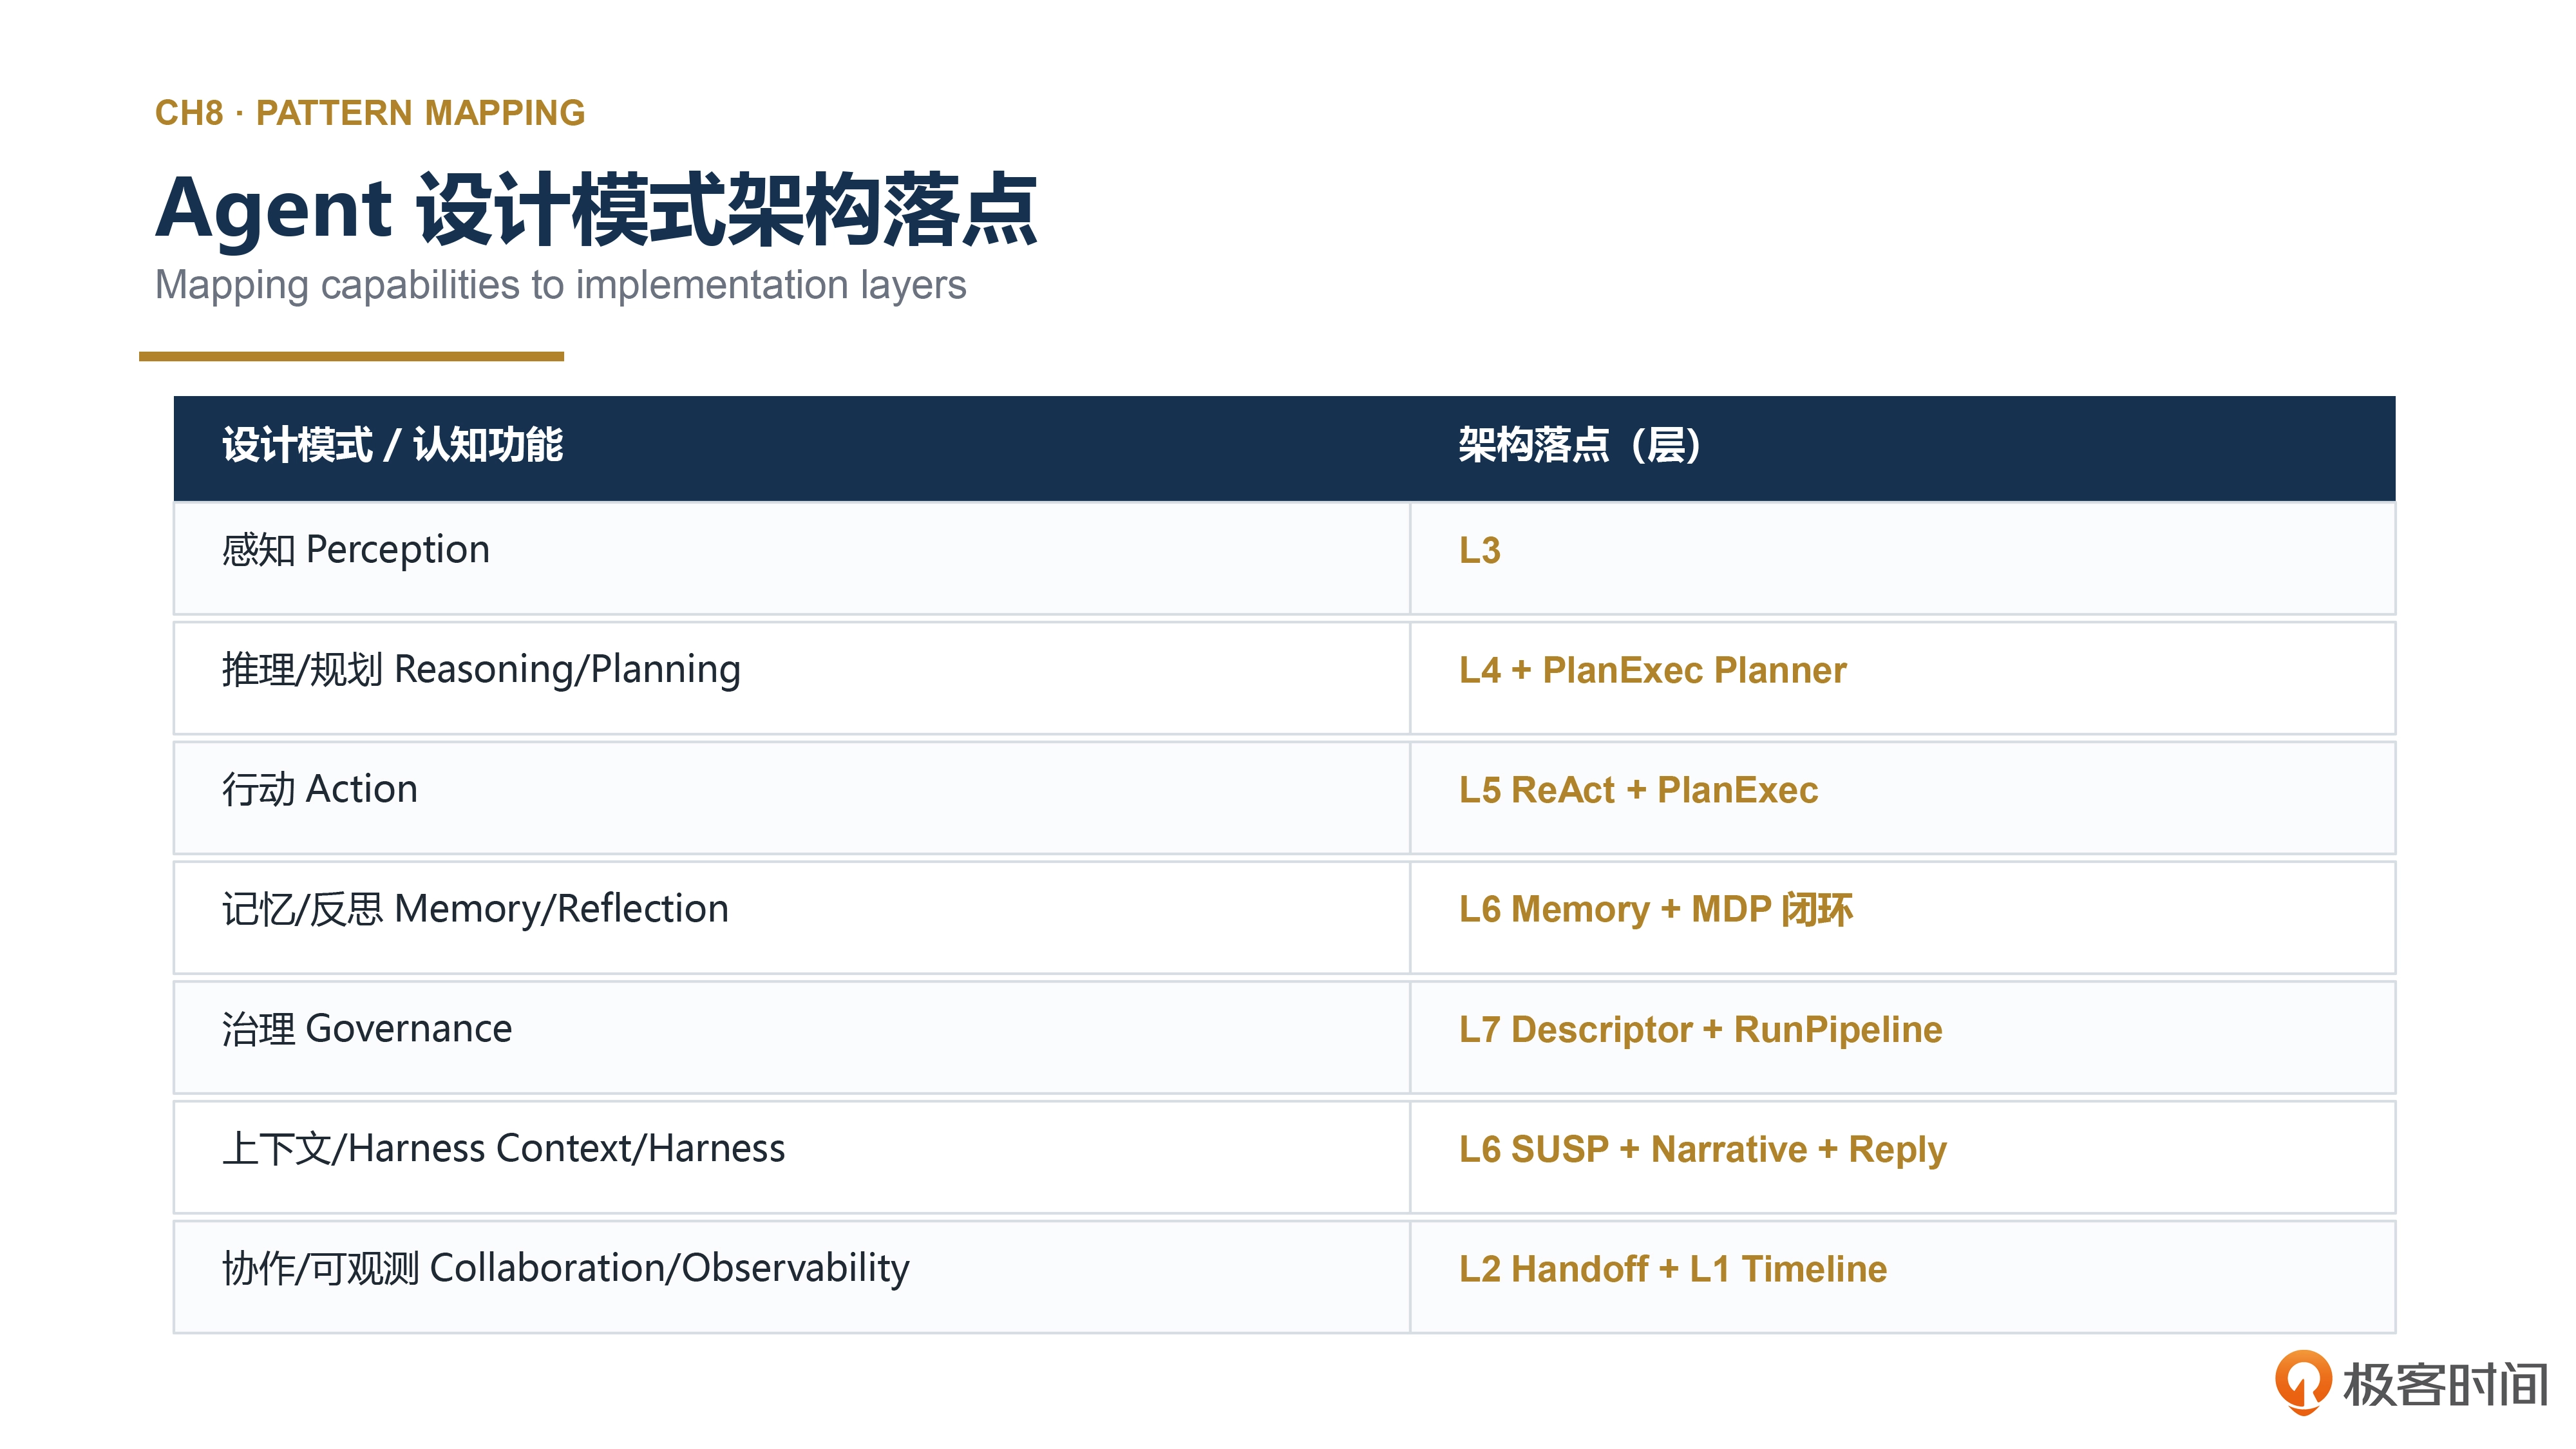 CH8 · PATTERN MAPPING
Agent 设计模式架构落点
Mapping capabilities to implementation layers
设计模式 / 认知功能
架构落点（层）
感知 Perception
L3
推理/规划 Reasoning/Planning
L4 + PlanExec Planner
行动 Action
L5 ReAct + PlanExec
记忆/反思 Memory/Reflection
L6 Memory + MDP 闭环
治理 Governance
L7 Descriptor + RunPipeline
上下文/Harness Context/Harness
L6 SUSP + Narrative + Reply
协作/可观测 Collaboration/Observability
L2 Handoff + L1 Timeline
极客时间